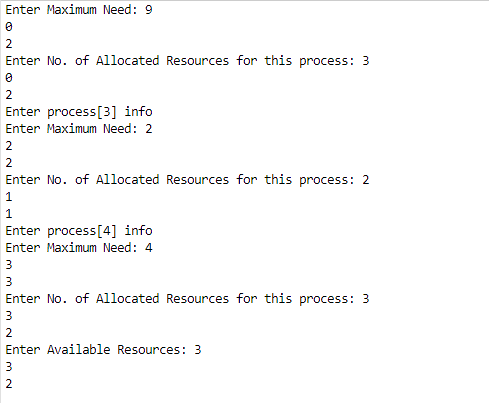 Enter Maximum Need: 9
0
2
Enter No. of Allocated Resources for this process: 3
0
2
Enter process[3] info
Enter Maximum Need: 2
2
2
Enter No. of Allocated Resources for this process: 2
1
1
Enter process[4] info
Enter Maximum Need: 4
3
3
Enter No. of Allocated Resources for this process: 3
3
2
Enter Available Resources: 3
3
2